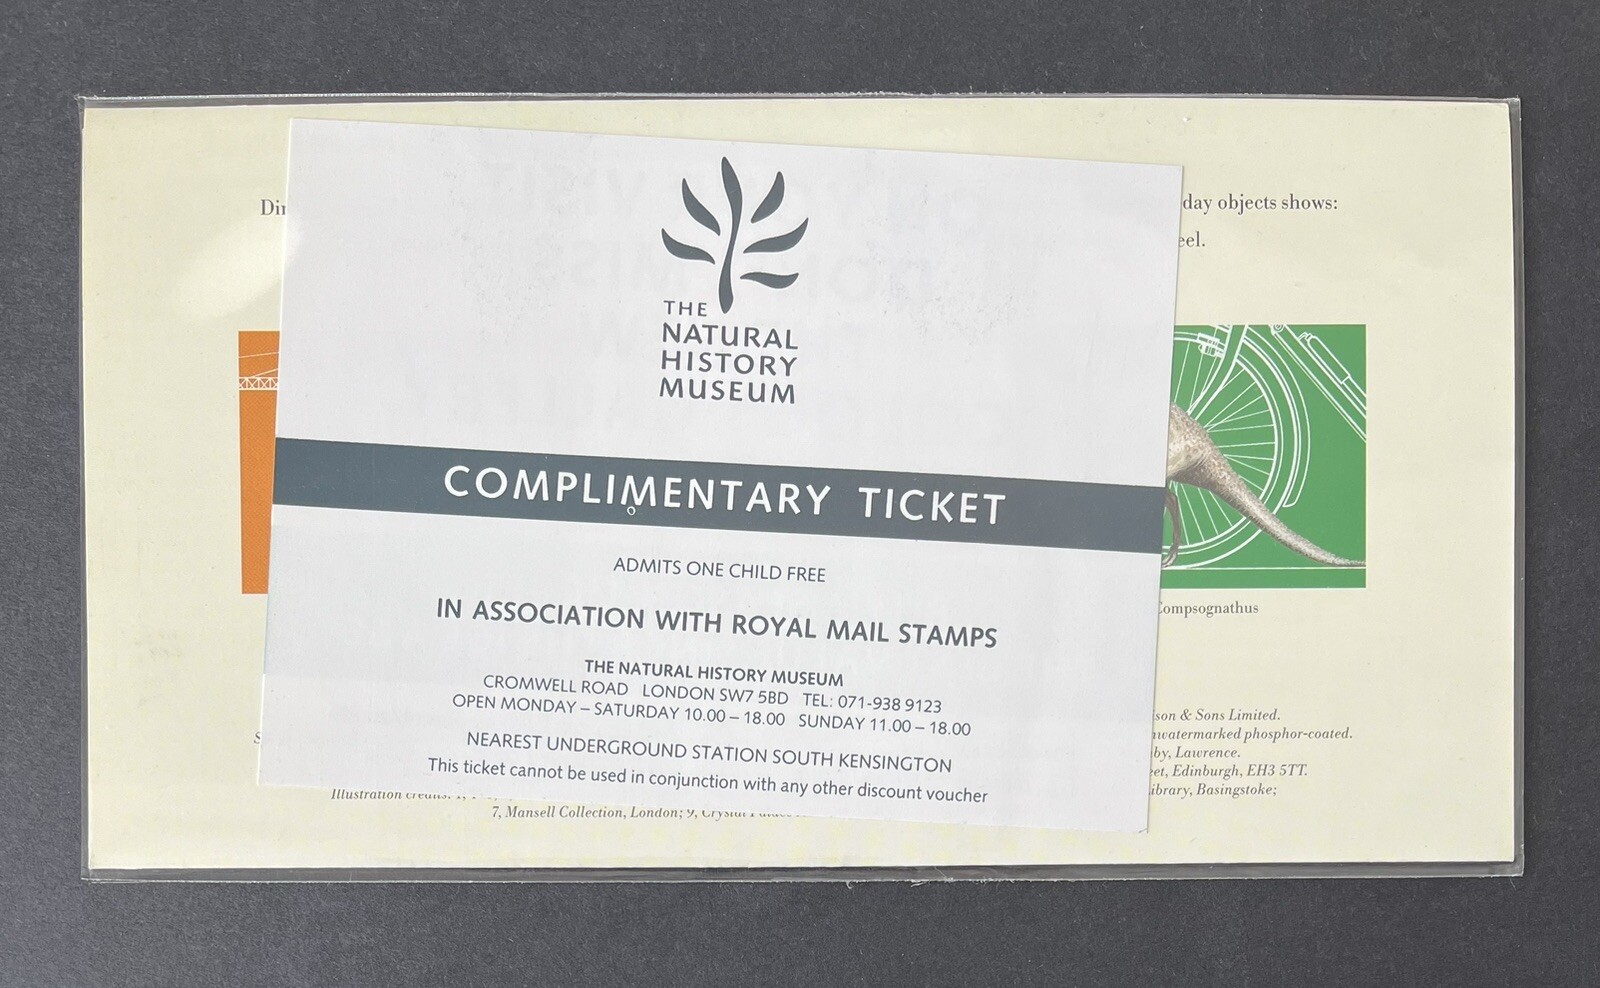 Dir
day objects shows:
eel.
THE
NATURAL
HISTORY
MUSEUM
COMPLIMENTARY TICKET
ADMITS ONE CHILD FREE
IN ASSOCIATION WITH ROYAL MAIL STAMPS
Compsognathus
THE NATURAL HISTORY MUSEUM
CROMWELL ROAD LONDON SW7 5BD TEL: 071-938 9123
OPEN MONDAY – SATURDAY 10.00 – 18.00 SUNDAY 11.00 – 18.00
NEAREST UNDERGROUND STATION SOUTH KENSINGTON
This ticket cannot be used in conjunction with any other discount voucher
son & Sons Limited.
nwatermarked phosphor-coated.
by, Lawrence.
eet, Edinburgh, EH3 5TT.
ibrary, Basingstoke;
Illustration credits:
7, Mansell Collection, London; 9, Crystal Palace